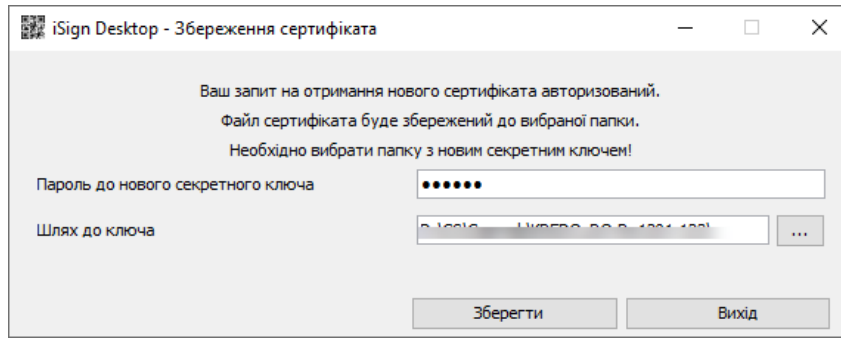 iSign Desktop - Збереження сертифіката
Ваш запит на отримання нового сертифіката авторизований.
Файл сертифіката буде збережений до вибраної папки.
Необхідно вибрати папку з новим секретним ключем!
Пароль до нового секретного ключа ●●●●●●
Шлях до ключа ...
Зберегти Вихід